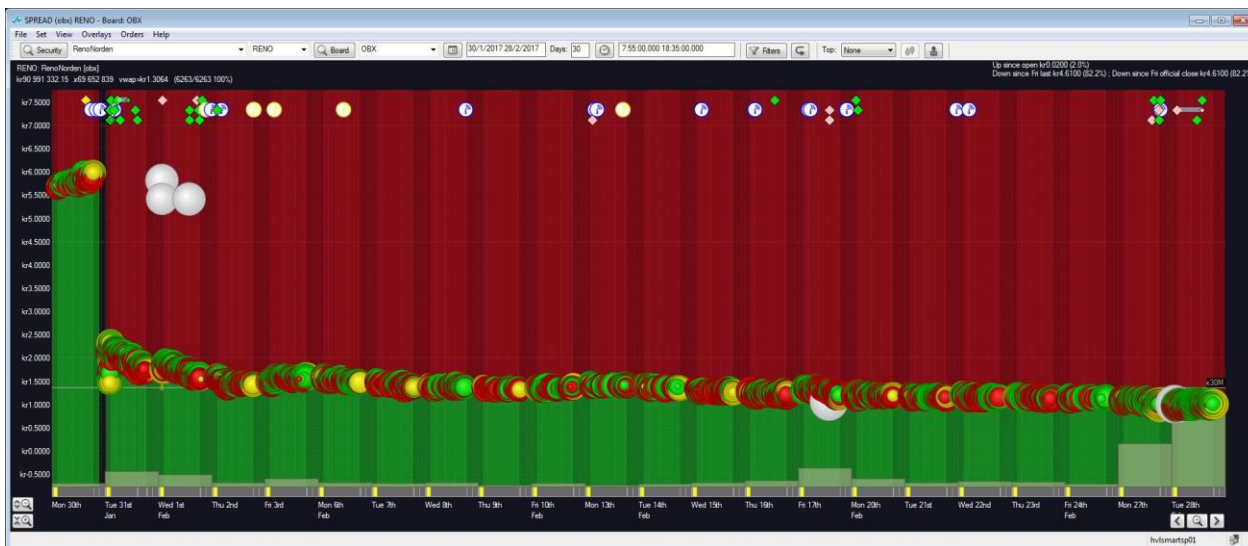 SPREAD (obx) RENO - Board: OBX
File Set View Overlays Orders Help
Security RenoNorden RENO Board OBX 30/1/2017 28/2/2017 Days: 30 7:55:00.000 18:35:00.000 Filters Top: None
RENO: RenoNorden [obx]
kr90 991 332.15 x69 652 839 vwap=kr1.3064 (6263/6263 100%)
Up since open kr0.0200 (2.0%)
Down since Fri last kr4.6100 (82.2%) ; Down since Fri official close kr4.6100 (82.2%
kr7.5000
kr7.0000
kr6.5000
kr6.0000
kr5.5000
kr5.0000
kr4.5000
kr4.0000
kr3.5000
kr3.0000
kr2.5000
kr2.0000
kr1.5000
kr1.0000
kr0.5000
kr0.0000
kr-0.5000
x30M
Mon 30th Tue 31st Wed 1st Thu 2nd Fri 3rd Mon 6th Tue 7th Wed 8th Thu 9th Fri 10th Mon 13th Tue 14th Wed 15th Thu 16th Fri 17th Mon 20th Tue 21st Wed 22nd Thu 23rd Fri 24th Mon 27th Tue 28th
Jan Feb Feb Feb Feb Feb Feb Feb Feb
hvlsmartsp01